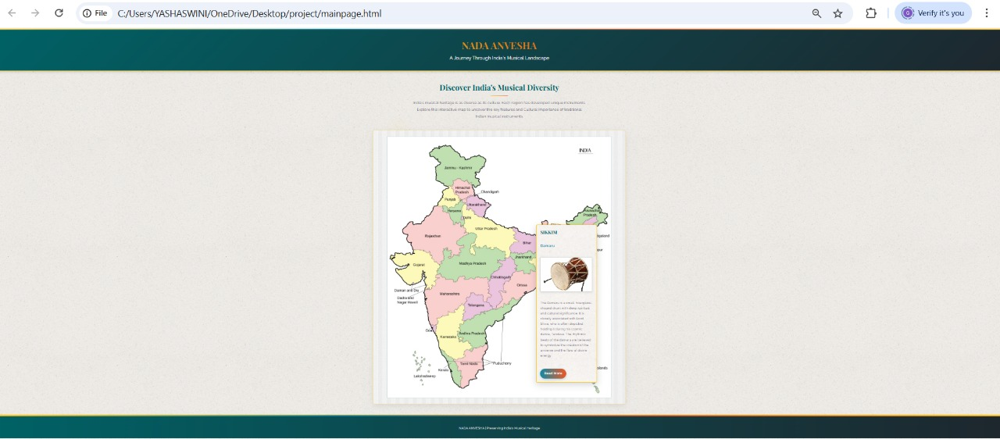 File
C:/Users/YASHASWINI/OneDrive/Desktop/project/mainpage.html
Verify it's you
NADA ANVESHA
A Journey Through India's Musical Landscape
Discover India's Musical Diversity
India's musical heritage is as diverse as its culture. Each region has developed unique instruments.
Explore this interactive map to uncover the key features and Cultural importance of traditional
Indian musical instruments.
INDIA
Jammu - Kashmir
Himachal
Pradesh
Chandigarh
Punjab
Uttarakhand
Haryana
Delhi
Arunachal
Pradesh
Rajasthan
Uttar Pradesh
Bihar
Gujarat
Madhya Pradesh
Jharkhand
Chhattisgarh
Orissa
Daman and Diu
Dadra and
Nagar Haveli
Maharashtra
Telangana
Goa
Karnataka
Andhra Pradesh
Tamil Nadu
Puducherry
Kerala
Lakshadweep
SIKKIM
Damaru
The Damaru is a small, hourglass
shaped drum with deep spiritual
and cultural significance. It is
closely associated with Lord
Shiva, who is often depicted
holding it during his cosmic
dance, Tandava. The rhythmic
beats of the damaru are believed
to symbolize the creation of the
universe and the flow of divine
energy.
Read More
NADA ANVESHA | Preserving India's Musical Heritage